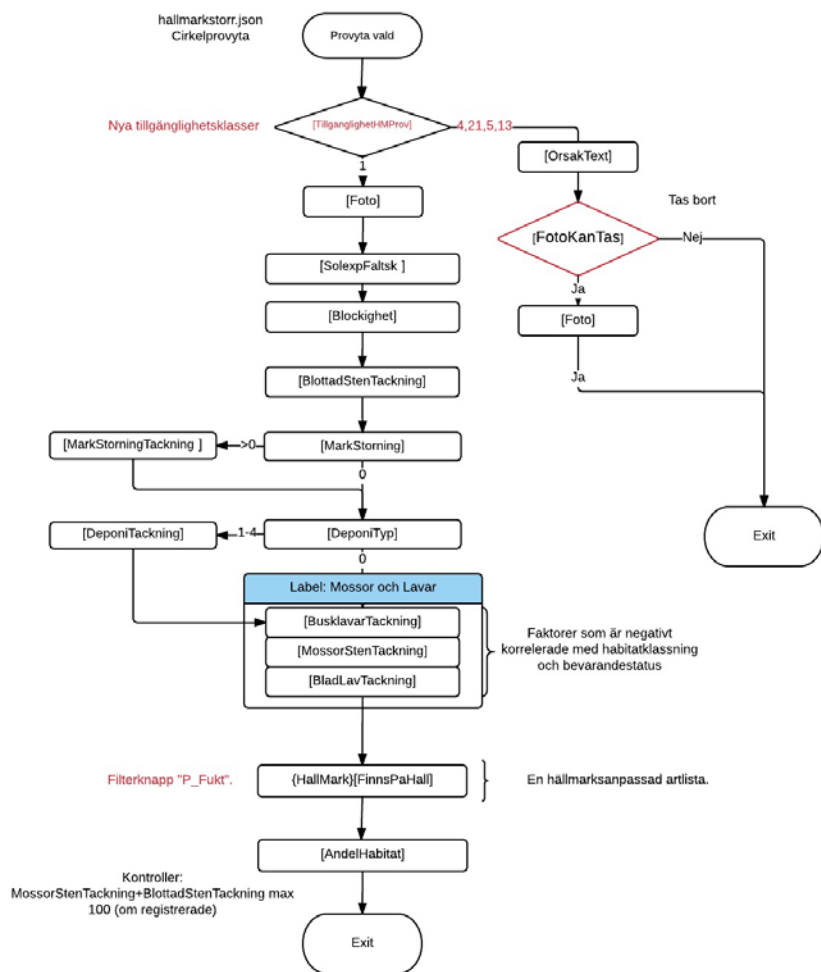 hallmarkstorr.json
Cirkelprovyta
Provyta vald
Nya tillgänglighetsklasser
[TillganglighetHMProv]
4,21,5,13
1
[OrsakText]
[Foto]
Tas bort
[FotoKanTas]
Nej
[SolexpFaltsk ]
Ja
[Blockighet]
[Foto]
[BlottadStenTackning]
Ja
[MarkStorningTackning ]
>0
[MarkStorning]
0
[DeponiTackning]
1-4
[DeponiTyp]
Exit
0
Label: Mossor och Lavar
[BusklavarTackning]
[MossorStenTackning]
[BladLavTackning]
Faktorer som är negativt
korrelerade med habitatklassning
och bevarandestatus
Filterknapp "P_Fukt".
{HallMark}[FinnsPaHall]
En hällmarksanpassad artlista.
[AndelHabitat]
Kontroller:
MossorStenTackning+BlottadStenTackning max
100 (om registrerade)
Exit